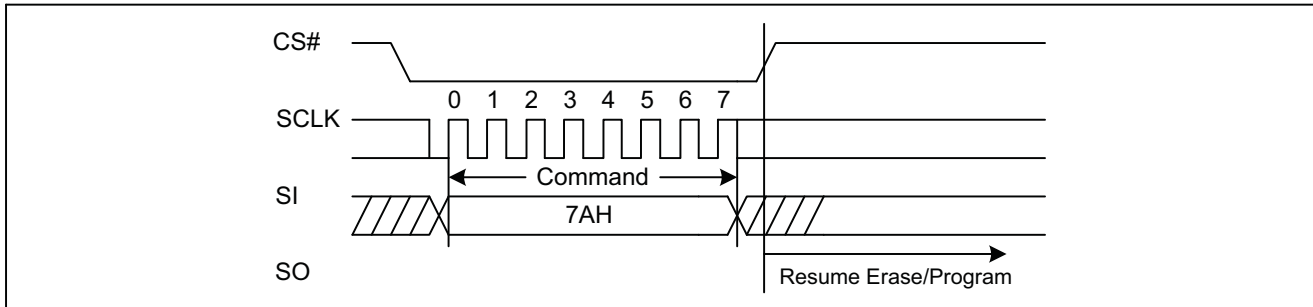 CS#
0 1 2 3 4 5 6 7
SCLK
Command
SI
7AH
SO
Resume Erase/Program